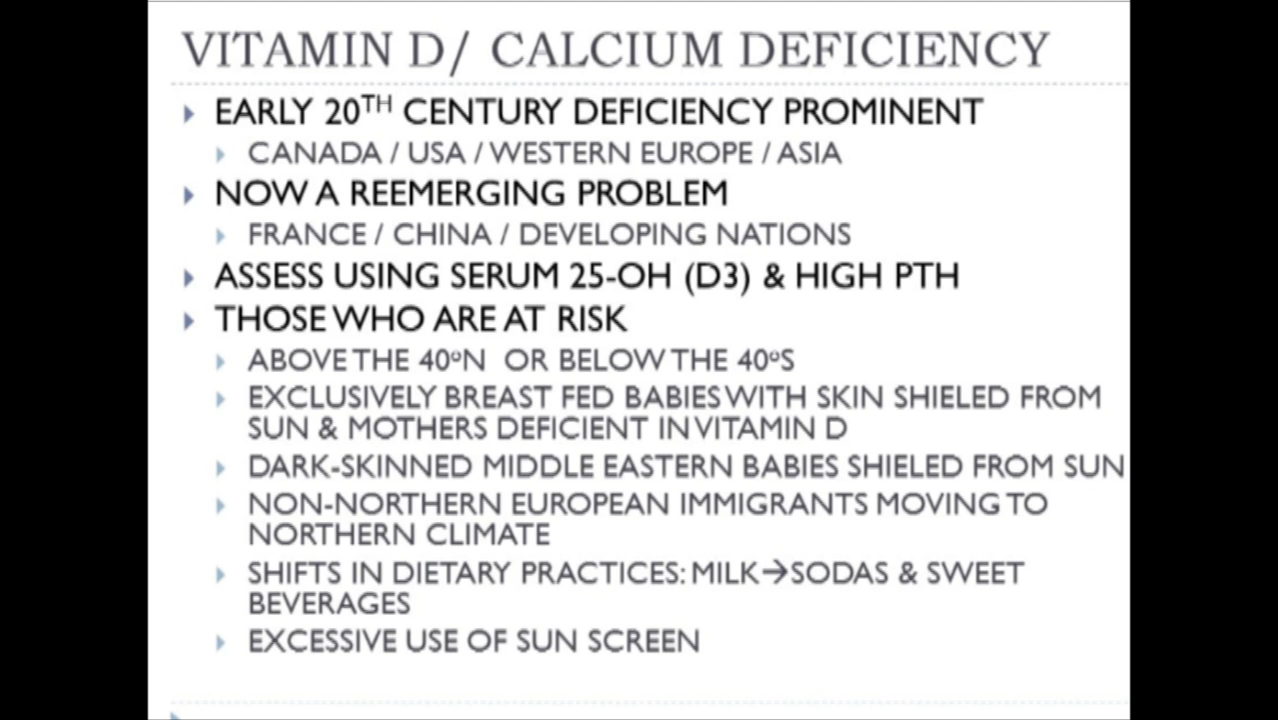 VITAMIN D/ CALCIUM DEFICIENCY
EARLY 20TH CENTURY DEFICIENCY PROMINENT
CANADA / USA / WESTERN EUROPE / ASIA
NOW A REEMERGING PROBLEM
FRANCE / CHINA / DEVELOPING NATIONS
ASSESS USING SERUM 25-OH (D3) & HIGH PTH
THOSE WHO ARE AT RISK
ABOVE THE 40ºN OR BELOW THE 40ºS
EXCLUSIVELY BREAST FED BABIES WITH SKIN SHIELED FROM
SUN & MOTHERS DEFICIENT IN VITAMIN D
DARK-SKINNED MIDDLE EASTERN BABIES SHIELED FROM SUN
NON-NORTHERN EUROPEAN IMMIGRANTS MOVING TO
NORTHERN CLIMATE
SHIFTS IN DIETARY PRACTICES: MILK→SODAS & SWEET
BEVERAGES
EXCESSIVE USE OF SUN SCREEN